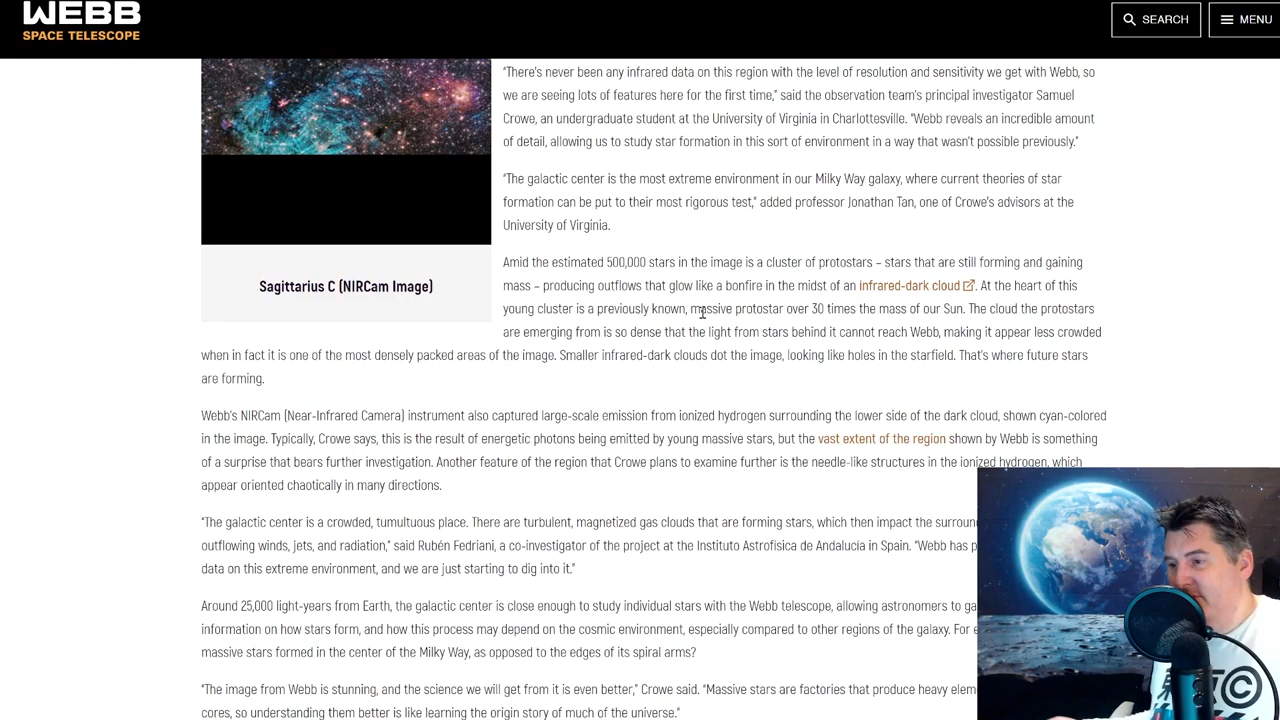 WEBB
SPACE TELESCOPE
SEARCH
MENU
“There’s never been any infrared data on this region with the level of resolution and sensitivity we get with Webb, so
we are seeing lots of features here for the first time,” said the observation team’s principal investigator Samuel
Crowe, an undergraduate student at the University of Virginia in Charlottesville. “Webb reveals an incredible amount
of detail, allowing us to study star formation in this sort of environment in a way that wasn’t possible previously.”
“The galactic center is the most extreme environment in our Milky Way galaxy, where current theories of star
formation can be put to their most rigorous test,” added professor Jonathan Tan, one of Crowe’s advisors at the
University of Virginia.
Sagittarius C (NIRCam Image)
Amid the estimated 500,000 stars in the image is a cluster of protostars – stars that are still forming and gaining
mass – producing outflows that glow like a bonfire in the midst of an infrared-dark cloud. At the heart of this
young cluster is a previously known, massive protostar over 30 times the mass of our Sun. The cloud the protostars
are emerging from is so dense that the light from stars behind it cannot reach Webb, making it appear less crowded
when in fact it is one of the most densely packed areas of the image. Smaller infrared-dark clouds dot the image, looking like holes in the starfield. That’s where future stars
are forming.
Webb’s NIRCam (Near-Infrared Camera) instrument also captured large-scale emission from ionized hydrogen surrounding the lower side of the dark cloud, shown cyan-colored
in the image. Typically, Crowe says, this is the result of energetic photons being emitted by young massive stars, but the vast extent of the region shown by Webb is something
of a surprise that bears further investigation. Another feature of the region that Crowe plans to examine further is the needle-like structures in the ionized hydrogen, which
appear oriented chaotically in many directions.
“The galactic center is a crowded, tumultuous place. There are turbulent, magnetized gas clouds that are forming stars, which then impact the surroun
outflowing winds, jets, and radiation,” said Rubén Fedriani, a co-investigator of the project at the Instituto Astrofísica de Andalucía in Spain. “Webb has p
data on this extreme environment, and we are just starting to dig into it.”
Around 25,000 light-years from Earth, the galactic center is close enough to study individual stars with the Webb telescope, allowing astronomers to ga
information on how stars form, and how this process may depend on the cosmic environment, especially compared to other regions of the galaxy. For e
massive stars formed in the center of the Milky Way, as opposed to the edges of its spiral arms?
“The image from Webb is stunning, and the science we will get from it is even better,” Crowe said. “Massive stars are factories that produce heavy elem
cores, so understanding them better is like learning the origin story of much of the universe.”